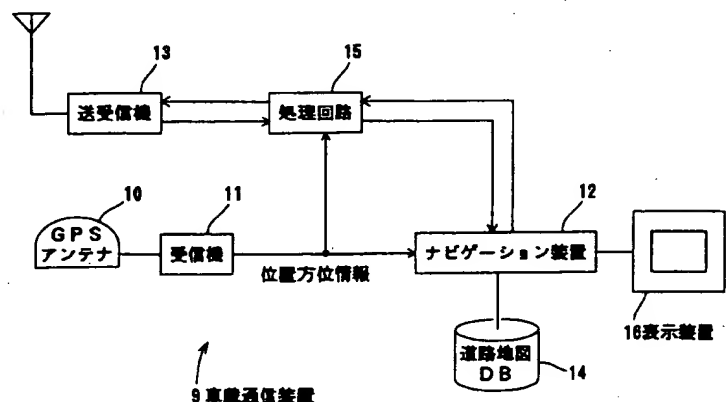 13
15
送受信機
処理回路
10
11
12
GPS
アンテナ
受信機
ナビゲーション装置
位置方位情報
16表示装置
道路地図
DB
14
9車載通信装置